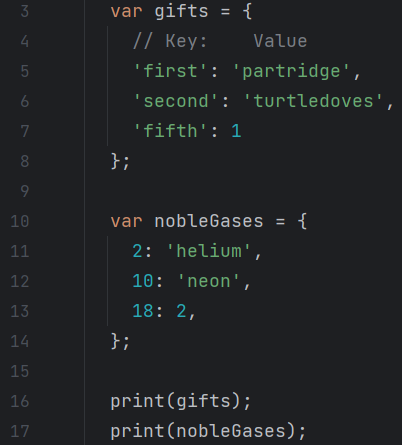 3 var gifts = {
4 // Key:    Value
5 'first': 'partridge',
6 'second': 'turtledoves',
7 'fifth': 1
8 };
9
10 var nobleGases = {
11 2: 'helium',
12 10: 'neon',
13 18: 2,
14 };
15
16 print(gifts);
17 print(nobleGases);